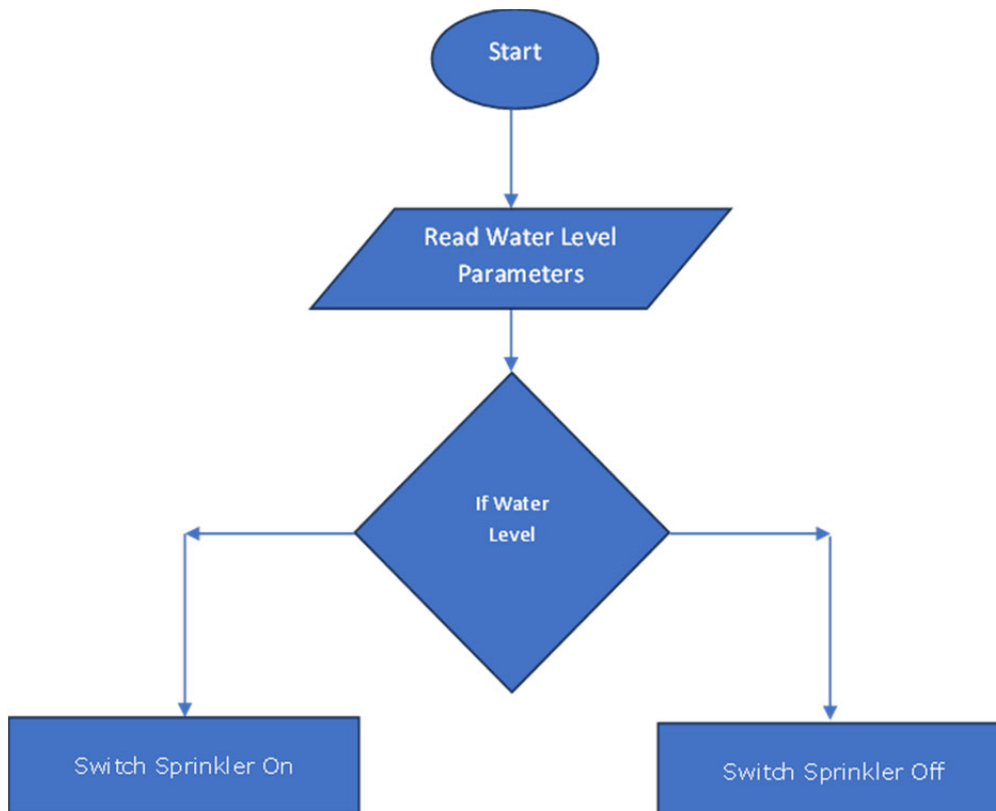 Start
Read Water Level
Parameters
If Water
Level
Switch Sprinkler On
Switch Sprinkler Off